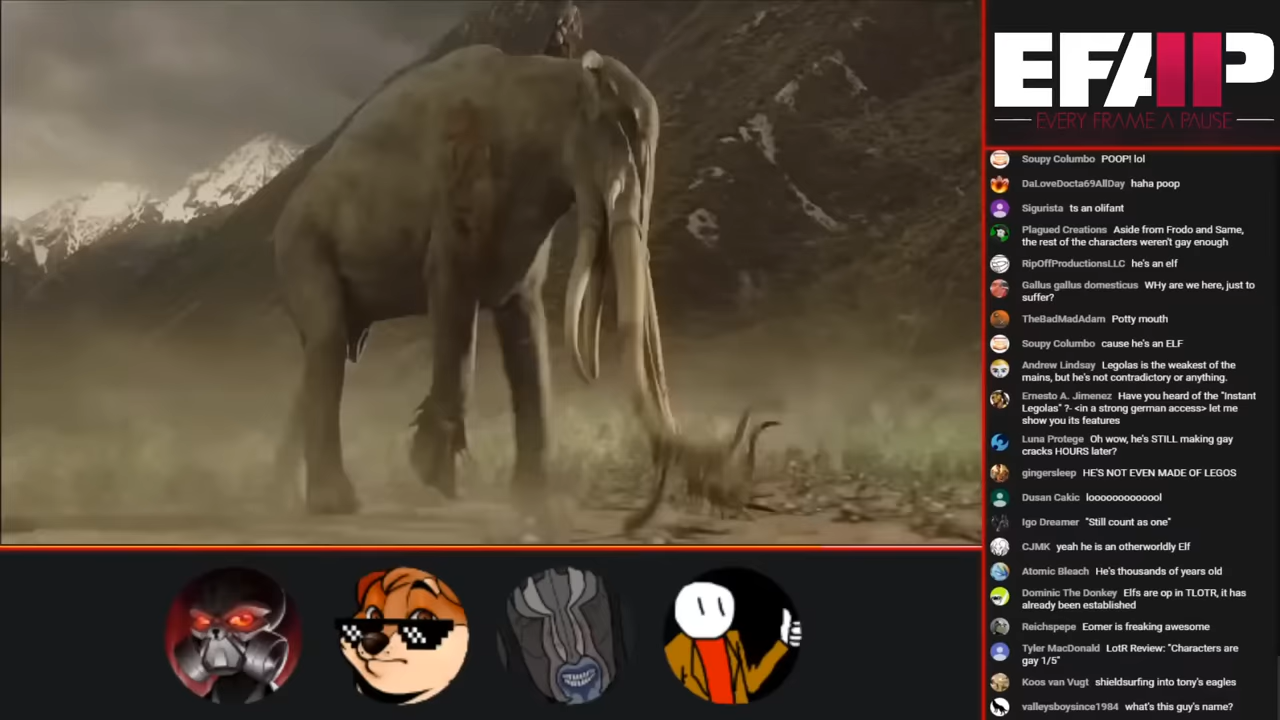 EFAP
EVERY FRAME A PAUSE
Soupy Columbo POOP! lol
DaLoveDocta69AllDay haha poop
Sigurista ts an olifant
Plagued Creations Aside from Frodo and Same,
the rest of the characters weren't gay enough
RipOffProductionsLLC he's an elf
Gallus gallus domesticus WHy are we here, just to
suffer?
TheBadMadAdam Potty mouth
Soupy Columbo cause he's an ELF
Andrew Lindsay Legolas is the weakest of the
mains, but he's not contradictory or anything.
Ernesto A. Jimenez Have you heard of the "Instant
Legolas" ?- <in a strong german access> let me
show you its features
Luna Protege Oh wow, he's STILL making gay
cracks HOURS later?
gingersleep HE'S NOT EVEN MADE OF LEGOS
Dusan Cakic looooooooooool
Igo Dreamer "Still count as one"
CJMK yeah he is an otherworldly Elf
Atomic Bleach He's thousands of years old
Dominic The Donkey Elfs are op in TLOTR, it has
already been established
Reichspepe Eomer is freaking awesome
Tyler MacDonald LotR Review: "Characters are
gay 1/5"
Koos van Vugt shieldsurfing into tony's eagles
valleysboysince1984 what's this guy's name?